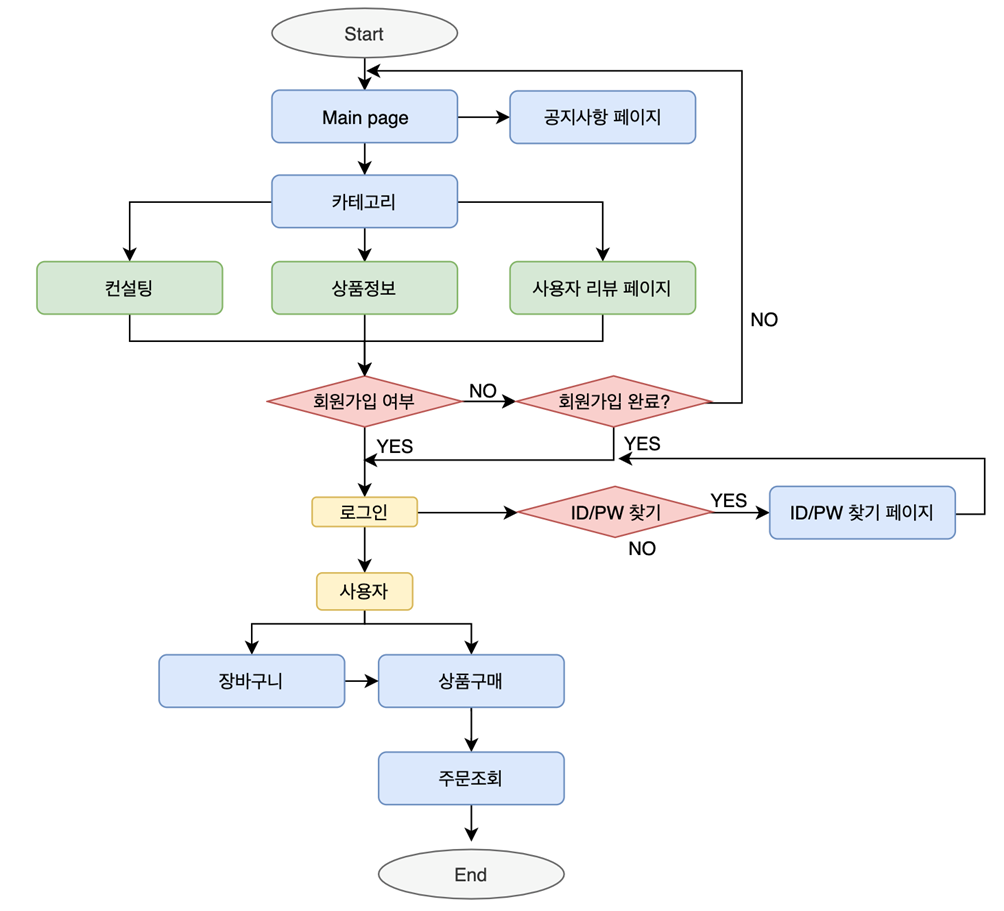 Start
Main page
공지사항 페이지
카테고리
컨설팅
상품정보
사용자 리뷰 페이지
NO
회원가입 여부
NO
회원가입 완료?
YES
YES
로그인
ID/PW 찾기
YES
ID/PW 찾기 페이지
NO
사용자
장바구니
상품구매
주문조회
End